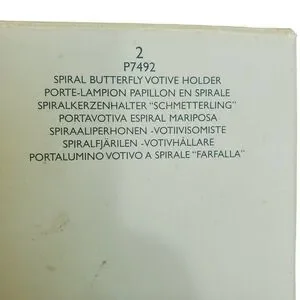 2
P7492
SPIRAL BUTTERFLY VOTIVE HOLDER
PORTE-LAMPION PAPILLON EN SPIRALE
SPIRALKERZENHALTER "SCHMETTERLING"
PORTAVOTIVA ESPIRAL MARIPOSA
SPIRAALIPERHONEN -VOTIIVISOMISTE
SPIRALFJÄRILEN -VOTIVHÅLLARE
PORTALUMINO VOTIVO A SPIRALE "FARFALLA"